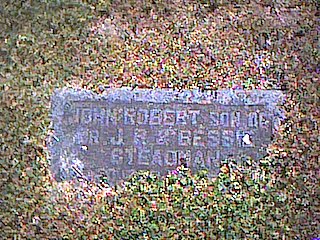 JOHN ROBERT SON OF
DR. J. R. & BESSIE
STEADMAN